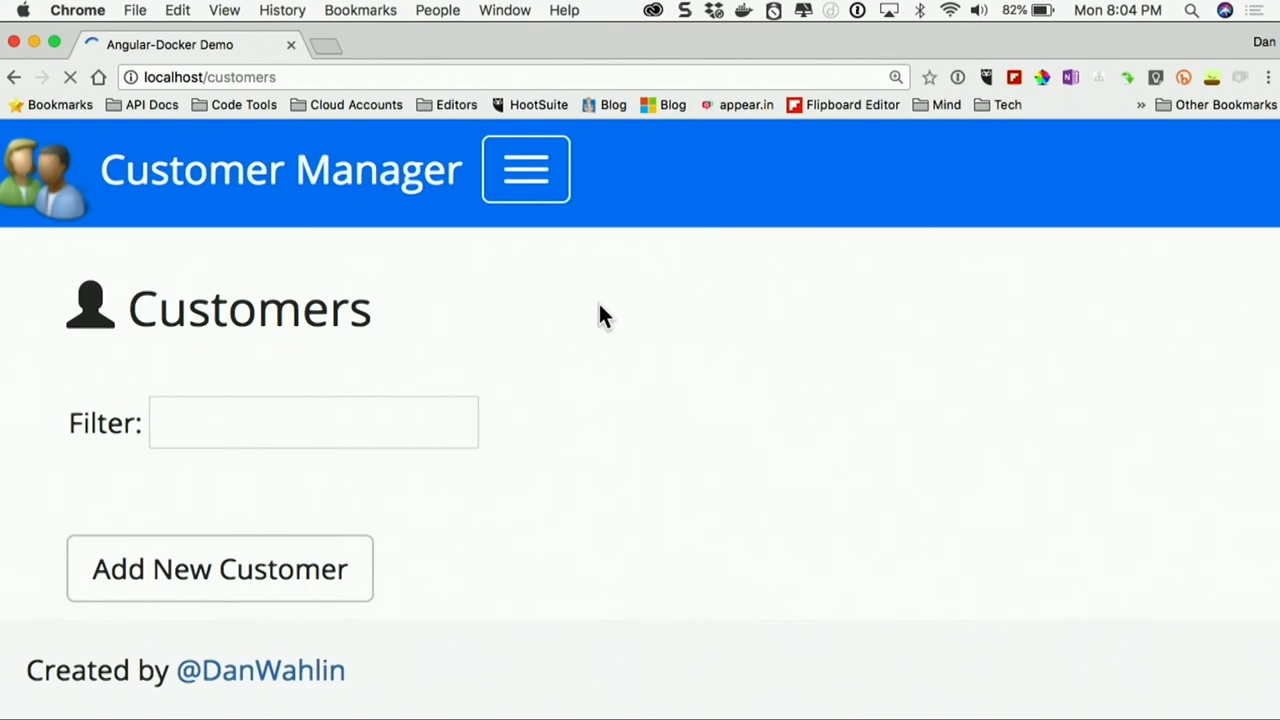 Chrome File Edit View History Bookmarks People Window Help 82% Mon 8:04 PM
Angular-Docker Demo Dan
localhost/customers
Bookmarks API Docs Code Tools Cloud Accounts Editors HootSuite Blog Blog appear.in Flipboard Editor Mind Tech » Other Bookmarks
Customer Manager
Customers
Filter:
Add New Customer
Created by @DanWahlin